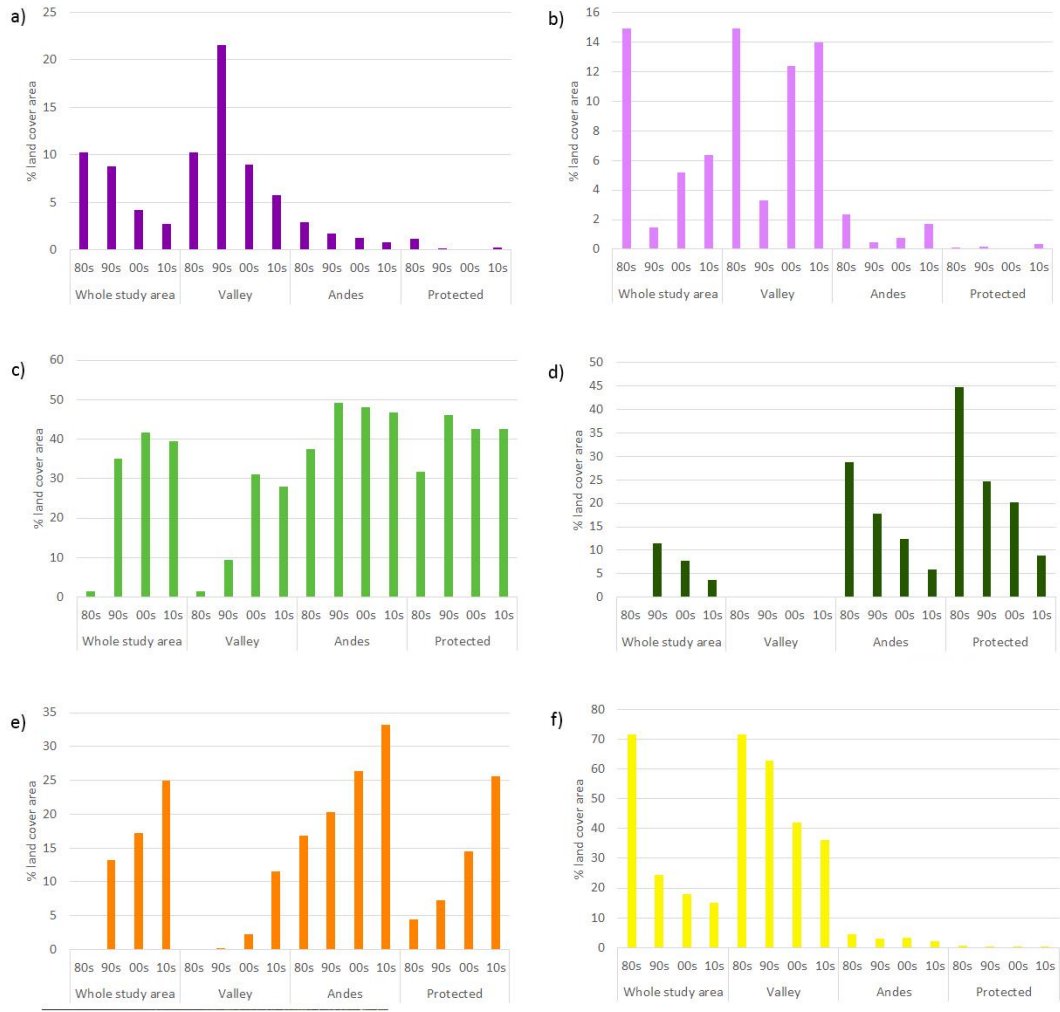 a)
% land cover area
25
20
15
10
5
0
80s 90s 00s 10s 80s 90s 00s 10s 80s 90s 00s 10s 80s 90s 00s 10s
Whole study area Valley Andes Protected
b)
% land cover area
16
14
12
10
8
6
4
2
0
80s 90s 00s 10s 80s 90s 00s 10s 80s 90s 00s 10s 80s 90s 00s 10s
Whole study area Valley Andes Protected
c)
% land cover area
60
50
40
30
20
10
0
80s 90s 00s 10s 80s 90s 00s 10s 80s 90s 00s 10s 80s 90s 00s 10s
Whole study area Valley Andes Protected
d)
% land cover area
50
45
40
35
30
25
20
15
10
5
0
80s 90s 00s 10s 80s 90s 00s 10s 80s 90s 00s 10s 80s 90s 00s 10s
Whole study area Valley Andes Protected
e)
% land cover area
35
30
25
20
15
10
5
0
80s 90s 00s 10s 80s 90s 00s 10s 80s 90s 00s 10s 80s 90s 00s 10s
Whole study area Valley Andes Protected
f)
% land cover area
80
70
60
50
40
30
20
10
0
80s 90s 00s 10s 80s 90s 00s 10s 80s 90s 00s 10s 80s 90s 00s 10s
Whole study area Valley Andes Protected